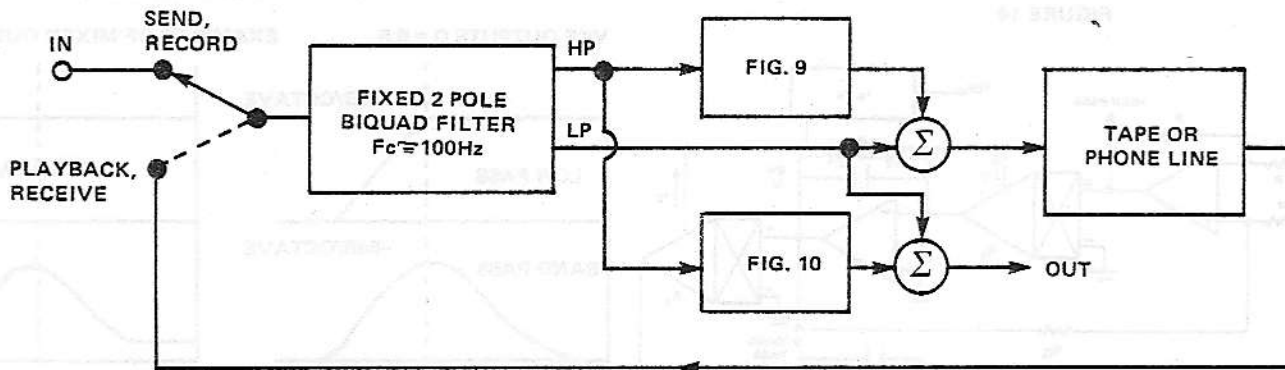 SEND,
RECORD
IN
PLAYBACK,
RECEIVE
FIXED 2 POLE
BIQUAD FILTER
Fc ≃ 100Hz
HP
LP
FIG. 9
Σ
TAPE OR
PHONE LINE
FIG. 10
Σ
OUT